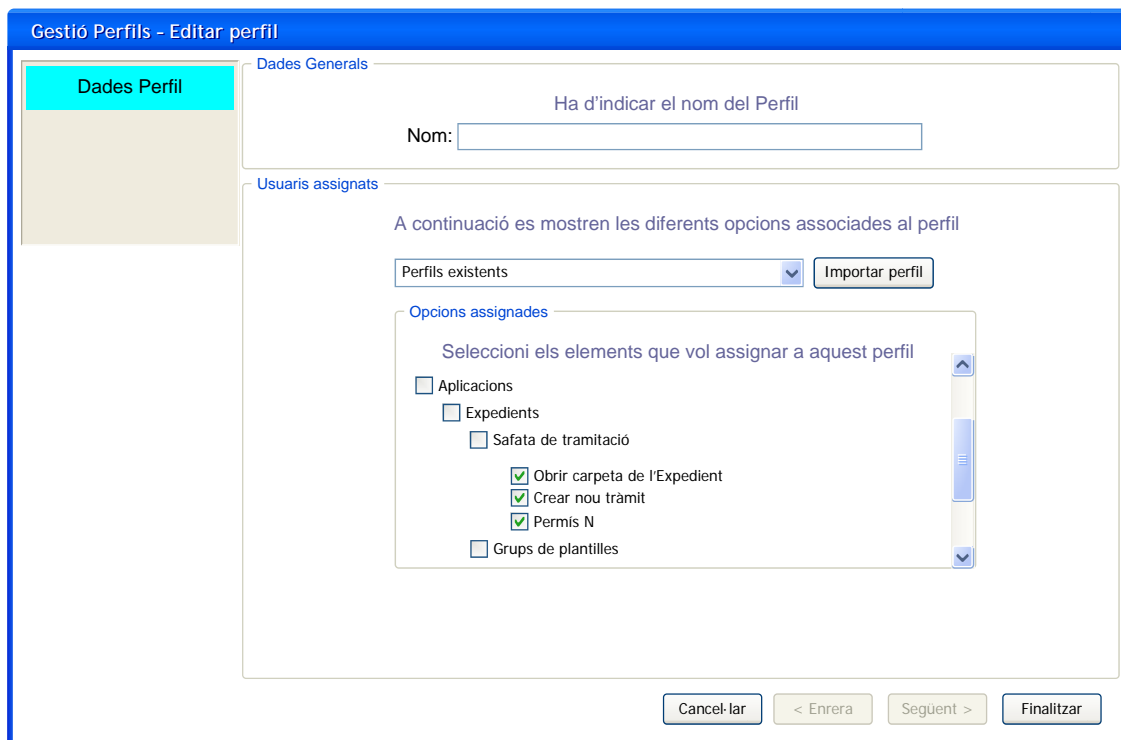 Gestió Perfils - Editar perfil
Dades Perfil
Dades Generals
Ha d'indicar el nom del Perfil
Nom:
Usuaris assignats
A continuació es mostren les diferents opcions associades al perfil
Perfils existents
Importar perfil
Opcions assignades
Seleccioni els elements que vol assignar a aquest perfil
Aplicacions
Expedients
Safata de tramitació
Obrir carpeta de l'Expedient
Crear nou tràmit
Permís N
Grups de plantilles
Cancel·lar
< Enrera
Següent >
Finalitzar